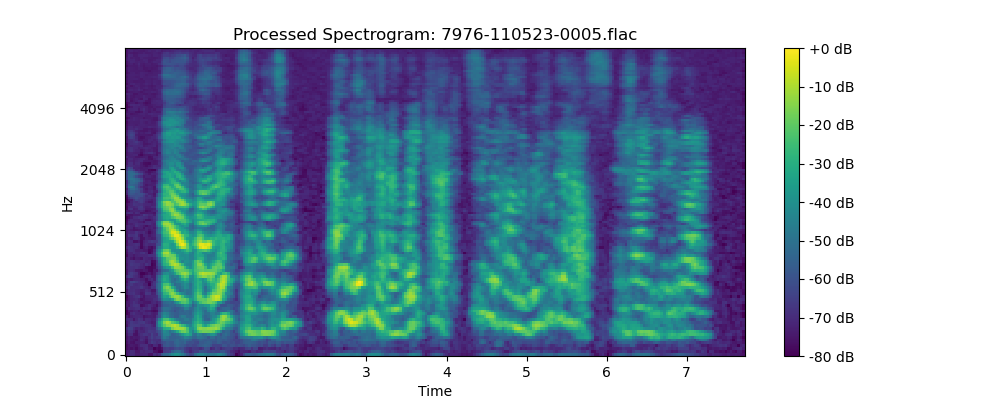 Processed Spectrogram: 7976-110523-0005.flac
Hz
4096
2048
1024
512
0
0 1 2 3 4 5 6 7
Time
+0 dB
-10 dB
-20 dB
-30 dB
-40 dB
-50 dB
-60 dB
-70 dB
-80 dB